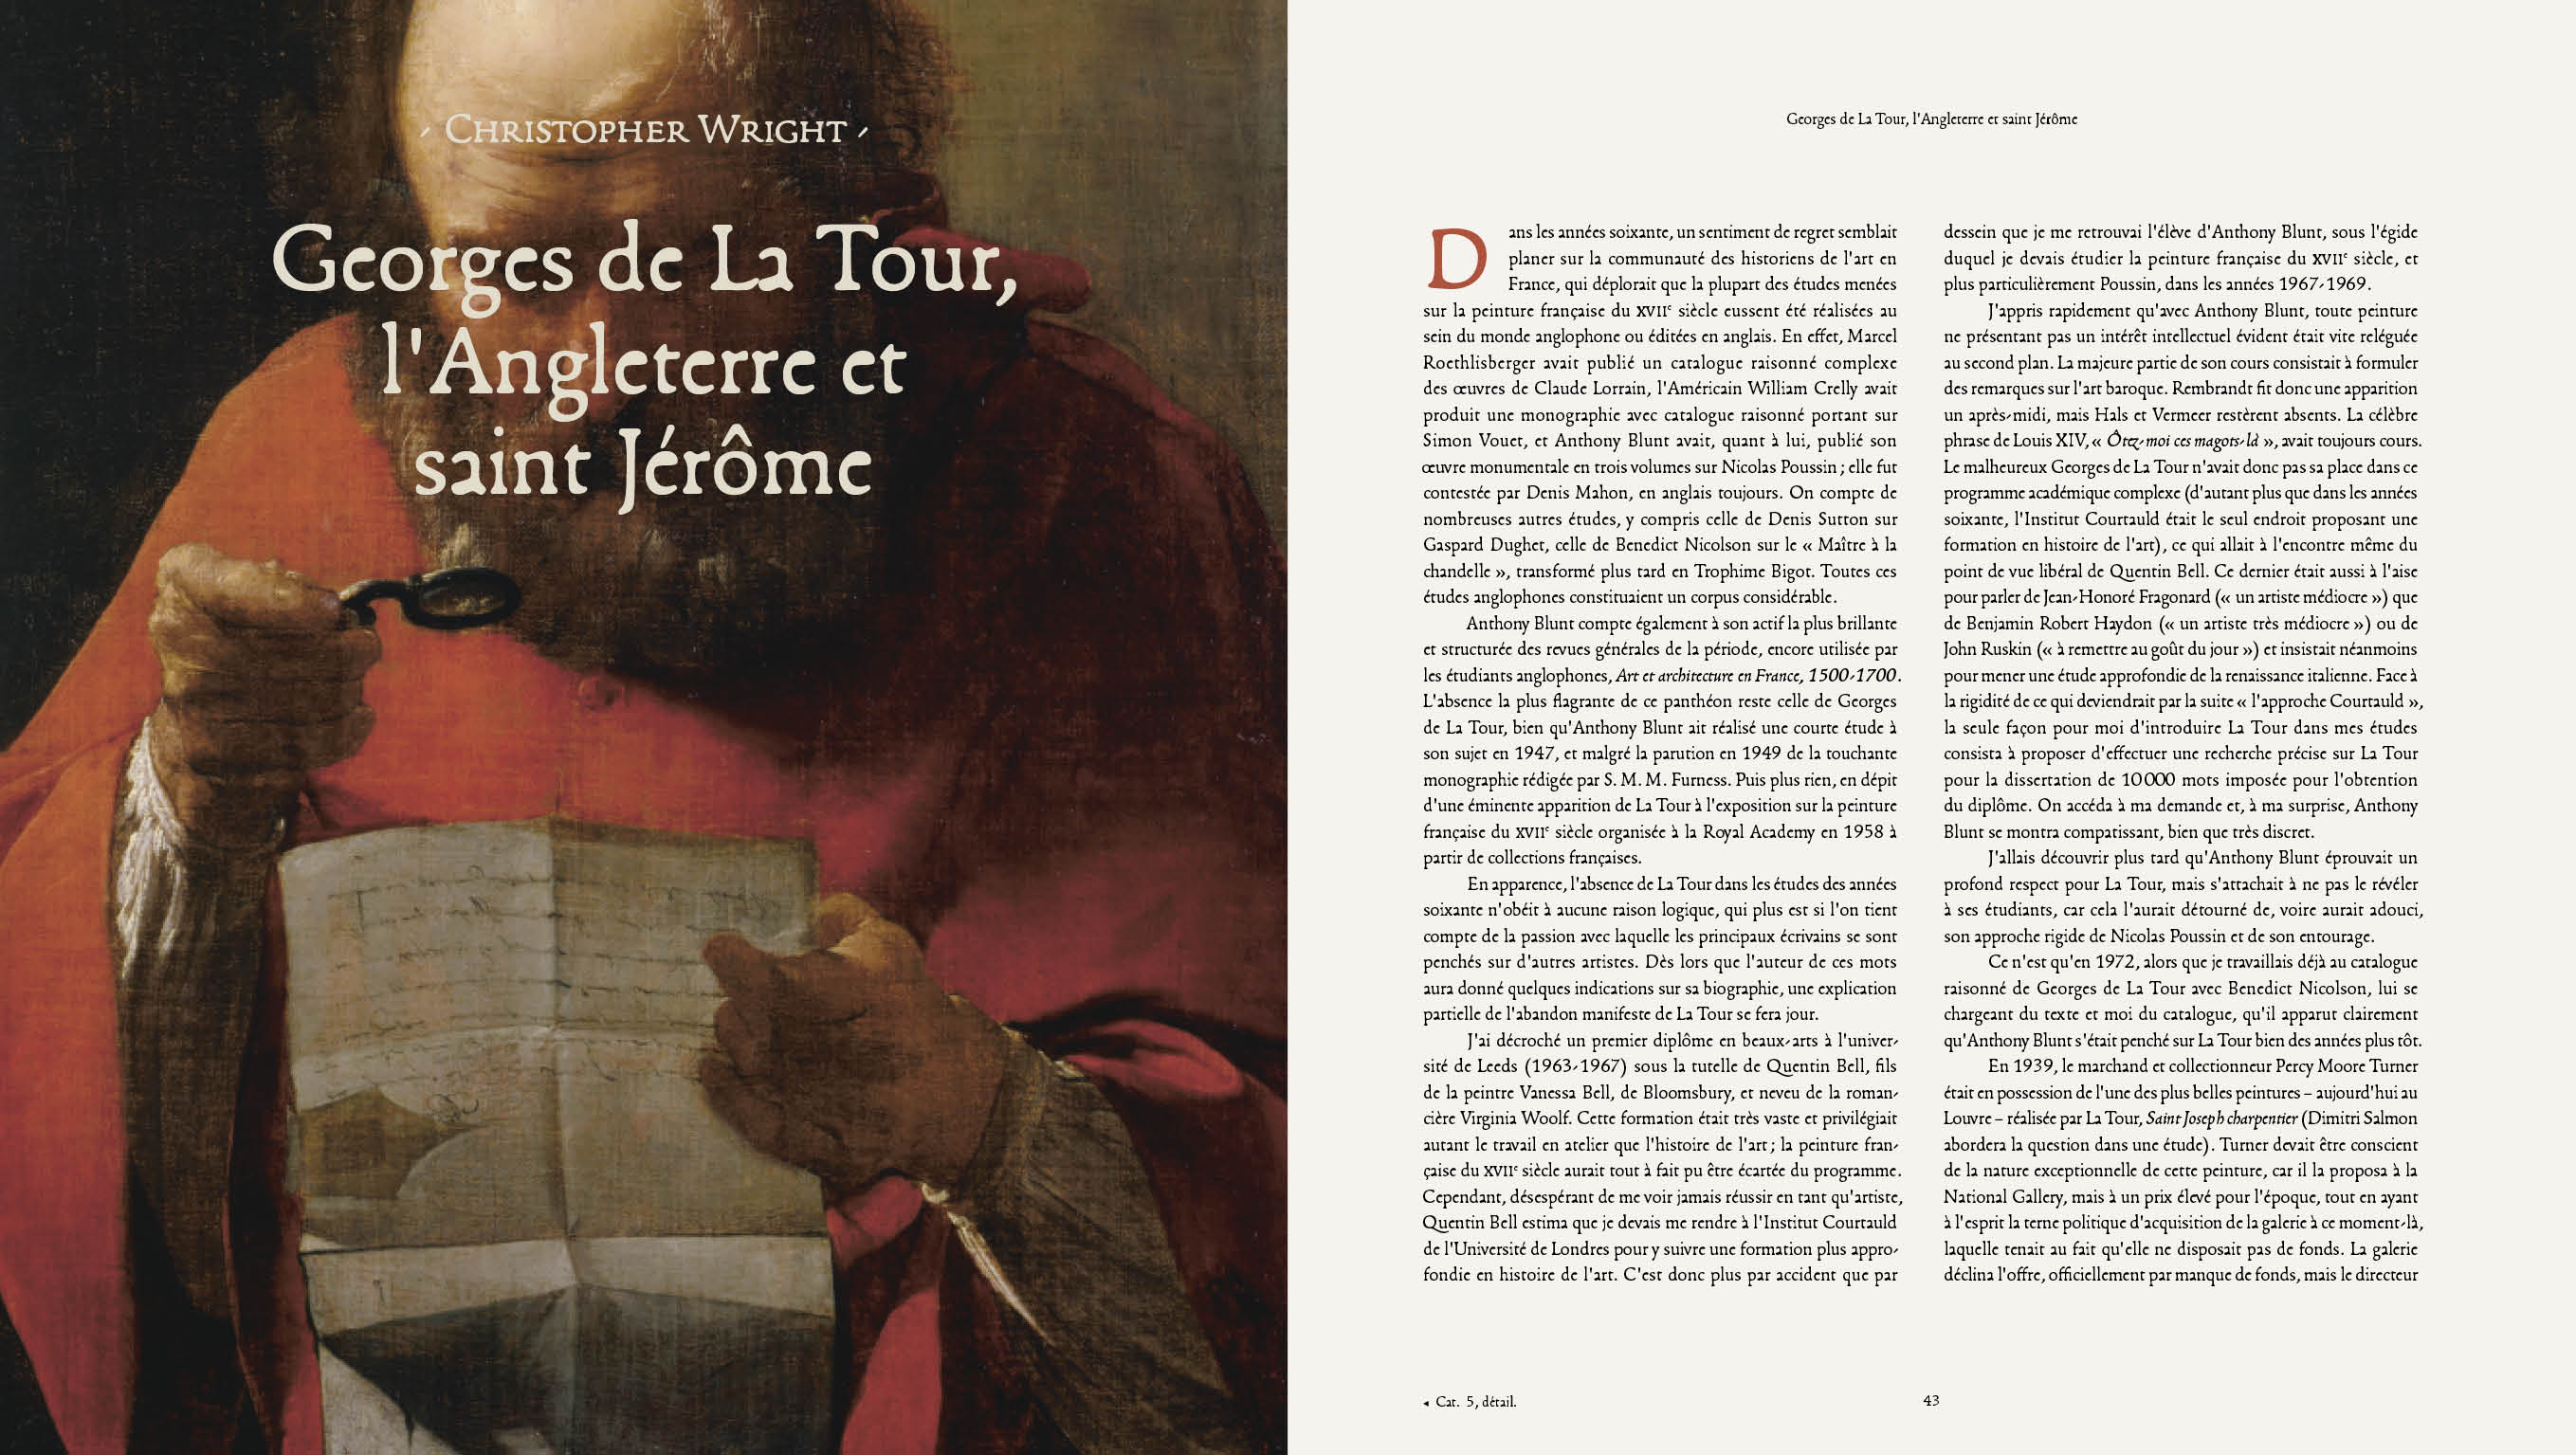 - Christopher Wright -
Georges de La Tour,
l'Angleterre et
saint Jérôme
Georges de La Tour, l'Angleterre et saint Jérôme
Dans les années soixante, un sentiment de regret semblait
planer sur la communauté des historiens de l'art en
France, qui déplorait que la plupart des études menées
sur la peinture française du XVIIe siècle eussent été réalisées au
sein du monde anglophone ou éditées en anglais. En effet, Marcel
Roethlisberger avait publié un catalogue raisonné complexe
des œuvres de Claude Lorrain, l'Américain William Crelly avait
produit une monographie avec catalogue raisonné portant sur
Simon Vouet, et Anthony Blunt avait, quant à lui, publié son
œuvre monumentale en trois volumes sur Nicolas Poussin ; elle fut
contestée par Denis Mahon, en anglais toujours. On compte de
nombreuses autres études, y compris celle de Denis Sutton sur
Gaspard Dughet, celle de Benedict Nicolson sur le « Maître à la
chandelle », transformé plus tard en Trophime Bigot. Toutes ces
études anglophones constituaient un corpus considérable.
Anthony Blunt compte également à son actif la plus brillante
et structurée des revues générales de la période, encore utilisée par
les étudiants anglophones, Art et architecture en France, 1500-1700.
L'absence la plus flagrante de ce panthéon reste celle de Georges
de La Tour, bien qu'Anthony Blunt ait réalisé une courte étude à
son sujet en 1947, et malgré la parution en 1949 de la touchante
monographie rédigée par S. M. M. Furness. Puis plus rien, en dépit
d'une éminente apparition de La Tour à l'exposition sur la peinture
française du XVIIe siècle organisée à la Royal Academy en 1958 à
partir de collections françaises.
En apparence, l'absence de La Tour dans les études des années
soixante n'obéit à aucune raison logique, qui plus est si l'on tient
compte de la passion avec laquelle les principaux écrivains se sont
penchés sur d'autres artistes. Dès lors que l'auteur de ces mots
aura donné quelques indications sur sa biographie, une explication
partielle de l'abandon manifeste de La Tour se fera jour.
J'ai décroché un premier diplôme en beaux-arts à l'univer-
sité de Leeds (1963-1967) sous la tutelle de Quentin Bell, fils
de la peintre Vanessa Bell, de Bloomsbury, et neveu de la roman-
cière Virginia Woolf. Cette formation était très vaste et privilégiait
autant le travail en atelier que l'histoire de l'art ; la peinture fran-
çaise du XVIIe siècle aurait tout à fait pu être écartée du programme.
Cependant, désespérant de me voir jamais réussir en tant qu'artiste,
Quentin Bell estima que je devais me rendre à l'Institut Courtauld
de l'Université de Londres pour y suivre une formation plus appro-
fondie en histoire de l'art. C'est donc plus par accident que par
dessein que je me retrouvai l'élève d'Anthony Blunt, sous l'égide
duquel je devais étudier la peinture française du XVIIe siècle, et
plus particulièrement Poussin, dans les années 1967-1969.
J'appris rapidement qu'avec Anthony Blunt, toute peinture
ne présentant pas un intérêt intellectuel évident était vite reléguée
au second plan. La majeure partie de son cours consistait à formuler
des remarques sur l'art baroque. Rembrandt fit donc une apparition
un après-midi, mais Hals et Vermeer restèrent absents. La célèbre
phrase de Louis XIV, « Ôtez-moi ces magots-là », avait toujours cours.
Le malheureux Georges de La Tour n'avait donc pas sa place dans ce
programme académique complexe (d'autant plus que dans les années
soixante, l'Institut Courtauld était le seul endroit proposant une
formation en histoire de l'art), ce qui allait à l'encontre même du
point de vue libéral de Quentin Bell. Ce dernier était aussi à l'aise
pour parler de Jean-Honoré Fragonard (« un artiste médiocre ») que
de Benjamin Robert Haydon (« un artiste très médiocre ») ou de
John Ruskin (« à remettre au goût du jour ») et insistait néanmoins
pour mener une étude approfondie de la renaissance italienne. Face à
la rigidité de ce qui deviendrait par la suite « l'approche Courtauld »,
la seule façon pour moi d'introduire La Tour dans mes études
consista à proposer d'effectuer une recherche précise sur La Tour
pour la dissertation de 10 000 mots imposée pour l'obtention
du diplôme. On accéda à ma demande et, à ma surprise, Anthony
Blunt se montra compatissant, bien que très discret.
J'allais découvrir plus tard qu'Anthony Blunt éprouvait un
profond respect pour La Tour, mais s'attachait à ne pas le révéler
à ses étudiants, car cela l'aurait détourné de, voire aurait adouci,
son approche rigide de Nicolas Poussin et de son entourage.
Ce n'est qu'en 1972, alors que je travaillais déjà au catalogue
raisonné de Georges de La Tour avec Benedict Nicolson, lui se
chargeant du texte et moi du catalogue, qu'il apparut clairement
qu'Anthony Blunt s'était penché sur La Tour bien des années plus tôt.
En 1939, le marchand et collectionneur Percy Moore Turner
était en possession de l'une des plus belles peintures – aujourd'hui au
Louvre – réalisée par La Tour, Saint Joseph charpentier (Dimitri Salmon
abordera la question dans une étude). Turner devait être conscient
de la nature exceptionnelle de cette peinture, car il la proposa à la
National Gallery, mais à un prix élevé pour l'époque, tout en ayant
à l'esprit la terne politique d'acquisition de la galerie à ce moment-là,
laquelle tenait au fait qu'elle ne disposait pas de fonds. La galerie
déclina l'offre, officiellement par manque de fonds, mais le directeur
◂ Cat. 5, détail.
43